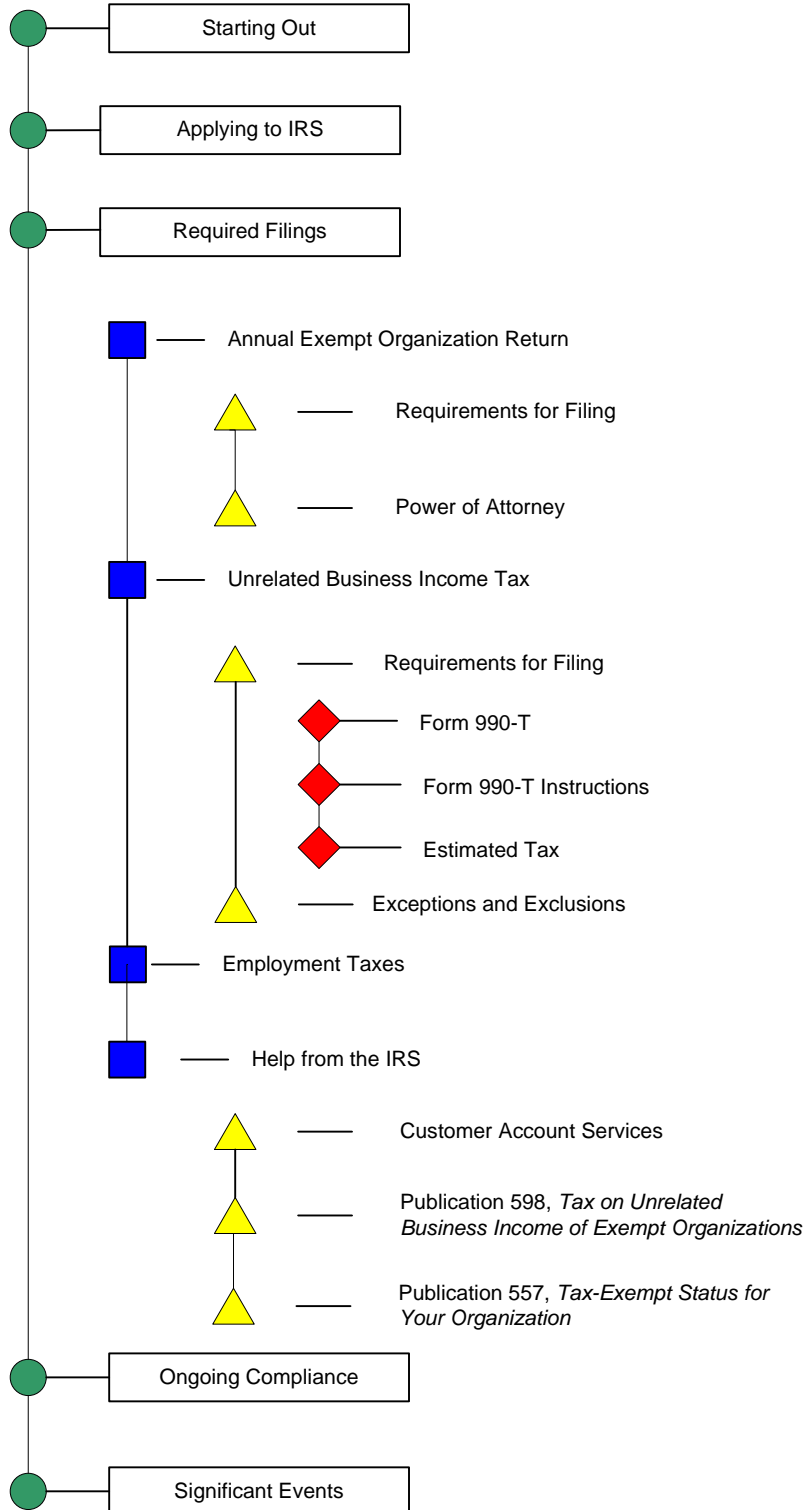 Starting Out
Applying to IRS
Required Filings
Annual Exempt Organization Return
Requirements for Filing
Power of Attorney
Unrelated Business Income Tax
Requirements for Filing
Form 990-T
Form 990-T Instructions
Estimated Tax
Exceptions and Exclusions
Employment Taxes
Help from the IRS
Customer Account Services
Publication 598, Tax on Unrelated
Business Income of Exempt Organizations
Publication 557, Tax-Exempt Status for
Your Organization
Ongoing Compliance
Significant Events